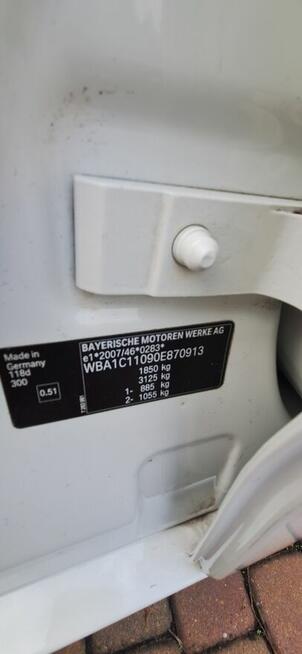 BAYERISCHE MOTOREN WERKE AG
e1*2007/46*0283*
WBA1C11090E870913
1850 kg
3125 kg
1- 885 kg
2- 1055 kg
Made in
Germany
118d
300
0.51